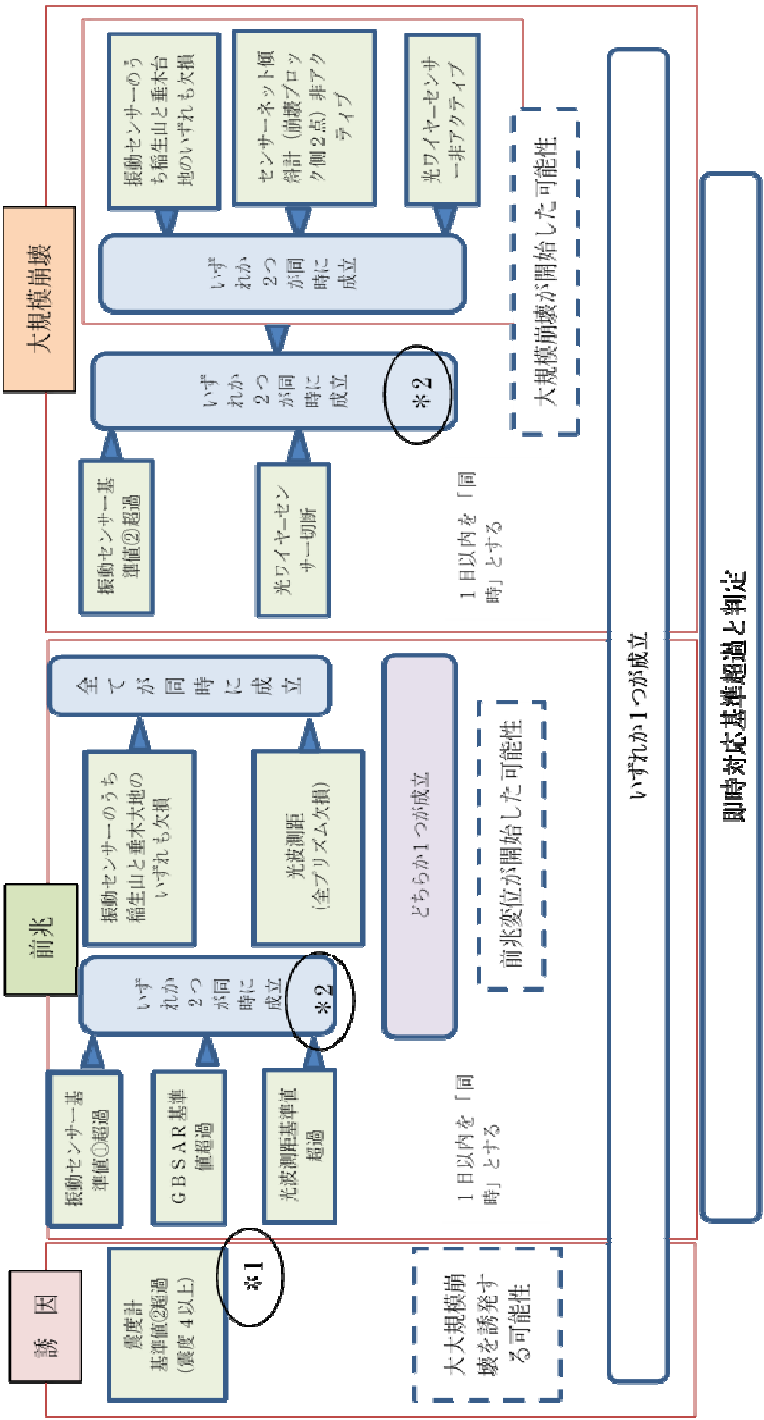 誘 因
震度計
基準値②超過
(震度 4以上)
＊1
大大規模崩
壊を誘発す
る可能性
前兆
振動センサー基
準値①超過
GBSAR基準
値超過
光波測距基準値
超過
いず
れか
2つ
が同
時に
成立
＊2
振動センサーのうち
稲生山と垂木大地の
いずれも欠損
光波測距
(全プリズム欠損)
全
て
が
同
時
に
成
立
どちらか1つが成立
1日以内を「同
時」とする
前兆変位が開始した可能性
大規模崩壊
振動センサー基
準値②超過
光ワイヤーセン
サー切断
いず
れか
2つ
が同
時に
成立
＊2
いず
れか
2つ
が同
時に
成立
振動センサーのう
ち稲生山と垂木台
地のいずれも欠損
センサーネット傾
斜計（崩壊ブロッ
ク側2点）非アク
ティブ
光ワイヤーセンサ
ー非アクティブ
1日以内を「同
時」とする
大規模崩壊が開始した可能性
いずれか1つが成立
即時対応基準超過と判定